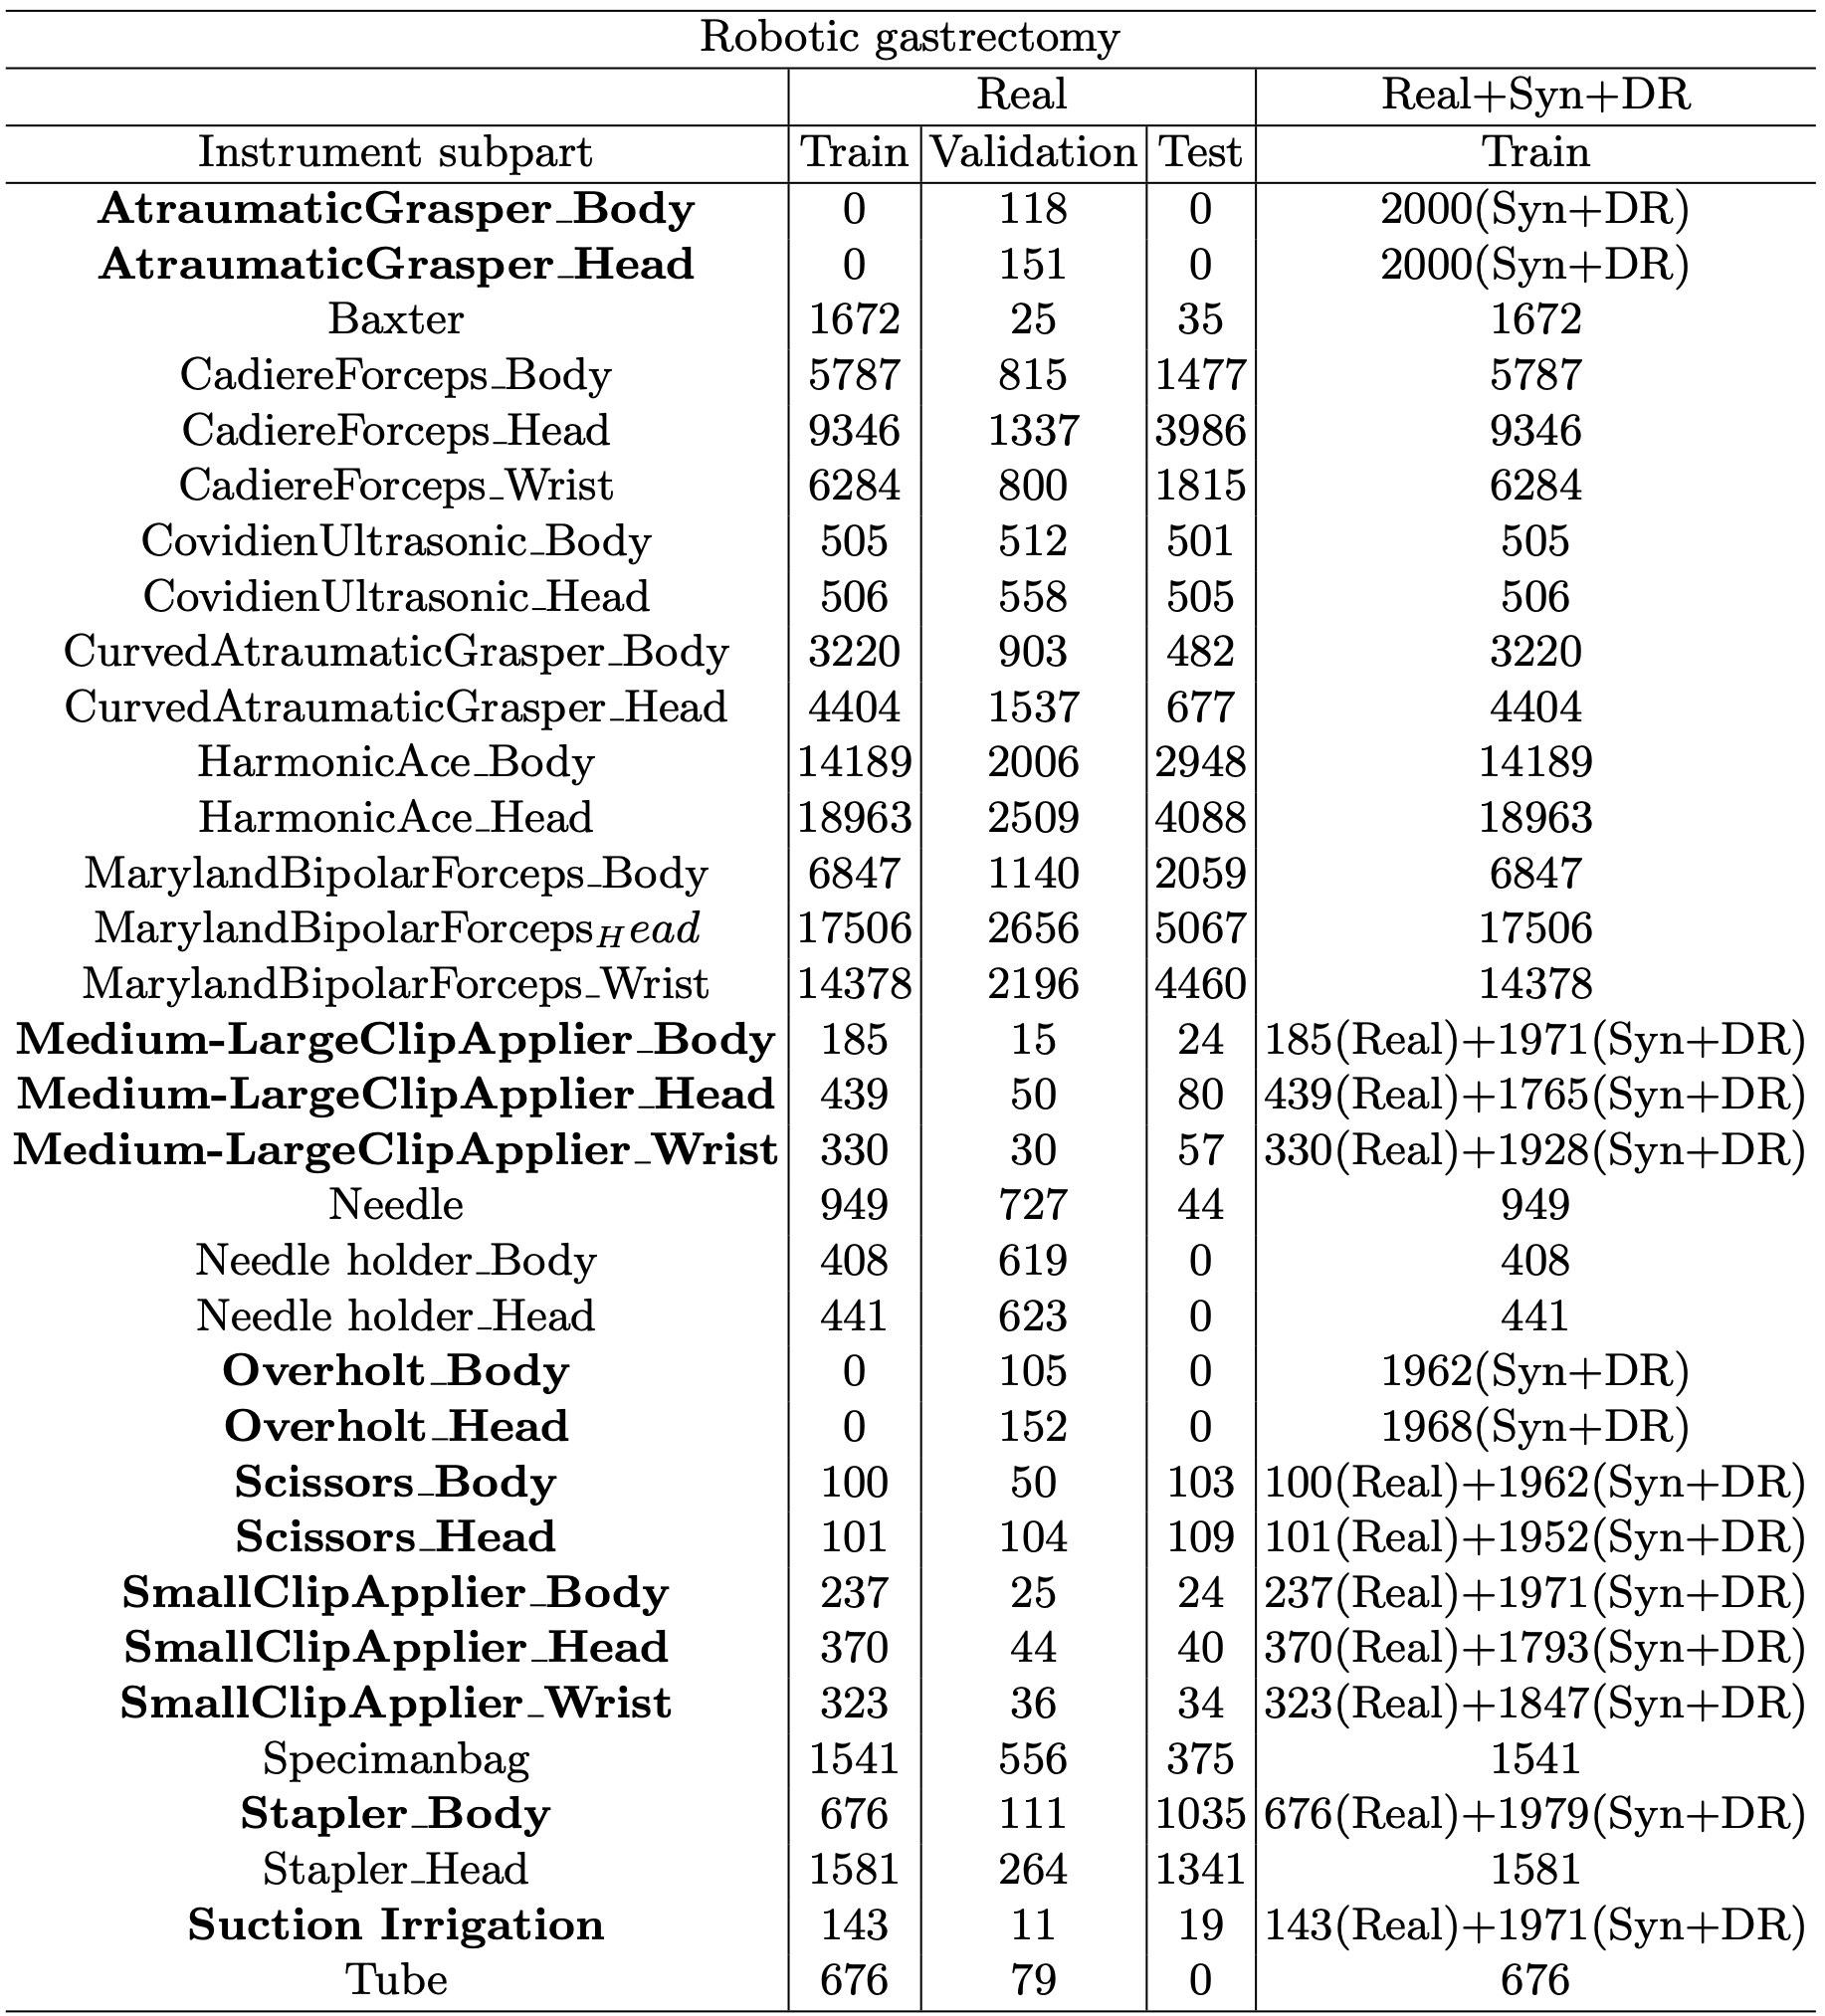 Robotic gastrectomy
Real Real+Syn+DR
Instrument subpart Train Validation Test Train
AtraumaticGrasper_Body 0 118 0 2000(Syn+DR)
AtraumaticGrasper_Head 0 151 0 2000(Syn+DR)
Baxter 1672 25 35 1672
CadiereForceps_Body 5787 815 1477 5787
CadiereForceps_Head 9346 1337 3986 9346
CadiereForceps_Wrist 6284 800 1815 6284
CovidienUltrasonic_Body 505 512 501 505
CovidienUltrasonic_Head 506 558 505 506
CurvedAtraumaticGrasper_Body 3220 903 482 3220
CurvedAtraumaticGrasper_Head 4404 1537 677 4404
HarmonicAce_Body 14189 2006 2948 14189
HarmonicAce_Head 18963 2509 4088 18963
MarylandBipolarForceps_Body 6847 1140 2059 6847
MarylandBipolarForcepsHead 17506 2656 5067 17506
MarylandBipolarForceps_Wrist 14378 2196 4460 14378
Medium-LargeClipApplier_Body 185 15 24 185(Real)+1971(Syn+DR)
Medium-LargeClipApplier_Head 439 50 80 439(Real)+1765(Syn+DR)
Medium-LargeClipApplier_Wrist 330 30 57 330(Real)+1928(Syn+DR)
Needle 949 727 44 949
Needle holder_Body 408 619 0 408
Needle holder_Head 441 623 0 441
Overholt_Body 0 105 0 1962(Syn+DR)
Overholt_Head 0 152 0 1968(Syn+DR)
Scissors_Body 100 50 103 100(Real)+1962(Syn+DR)
Scissors_Head 101 104 109 101(Real)+1952(Syn+DR)
SmallClipApplier_Body 237 25 24 237(Real)+1971(Syn+DR)
SmallClipApplier_Head 370 44 40 370(Real)+1793(Syn+DR)
SmallClipApplier_Wrist 323 36 34 323(Real)+1847(Syn+DR)
Specimanbag 1541 556 375 1541
Stapler_Body 676 111 1035 676(Real)+1979(Syn+DR)
Stapler_Head 1581 264 1341 1581
Suction Irrigation 143 11 19 143(Real)+1971(Syn+DR)
Tube 676 79 0 676